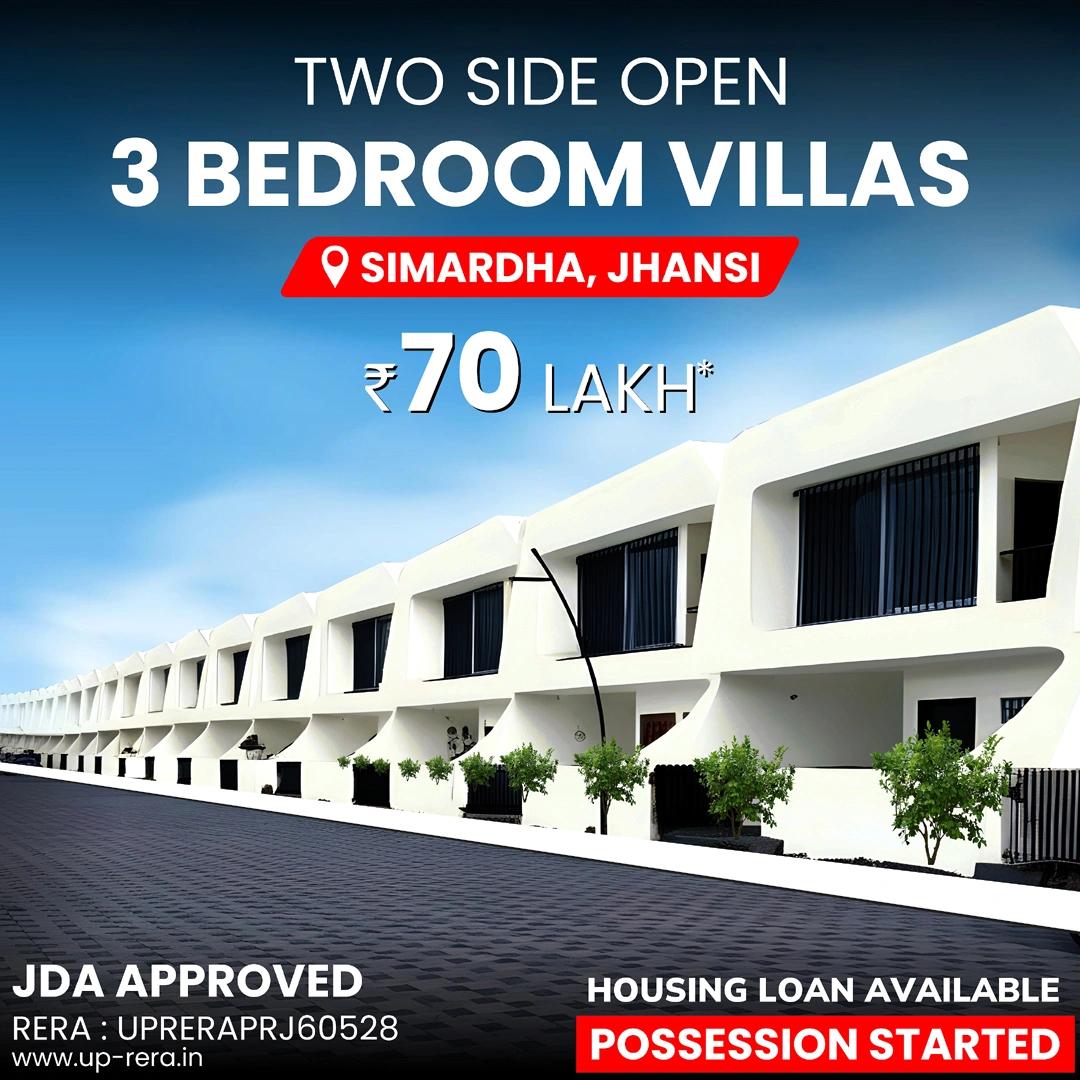 TWO SIDE OPEN
3 BEDROOM VILLAS
SIMARDHA, JHANSI
₹70 LAKH*
JDA APPROVED
RERA : UPRERAPRJ60528
www.up-rera.in
HOUSING LOAN AVAILABLE
POSSESSION STARTED